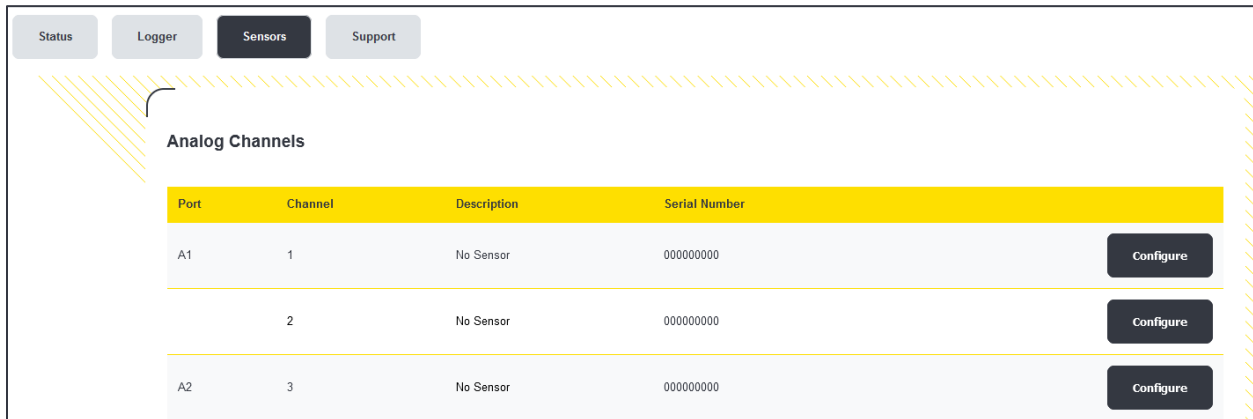 Status Logger Sensors Support
Analog Channels
Port Channel Description Serial Number
A1 1 No Sensor 000000000 Configure
2 No Sensor 000000000 Configure
A2 3 No Sensor 000000000 Configure